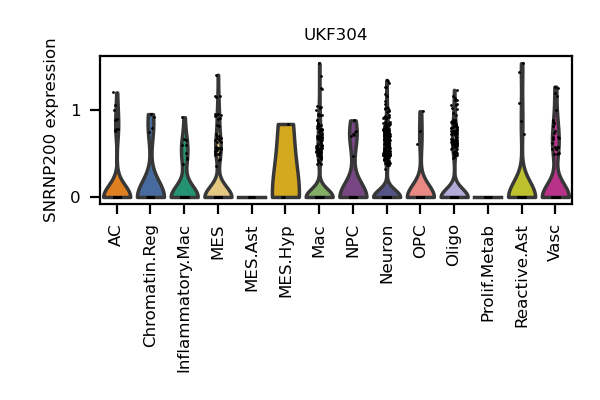 UKF304
SNRNP200 expression
1
0
AC
Chromatin.Reg
Inflammatory.Mac
MES
MES.Ast
MES.Hyp
Mac
NPC
Neuron
OPC
Oligo
Prolif.Metab
Reactive.Ast
Vasc